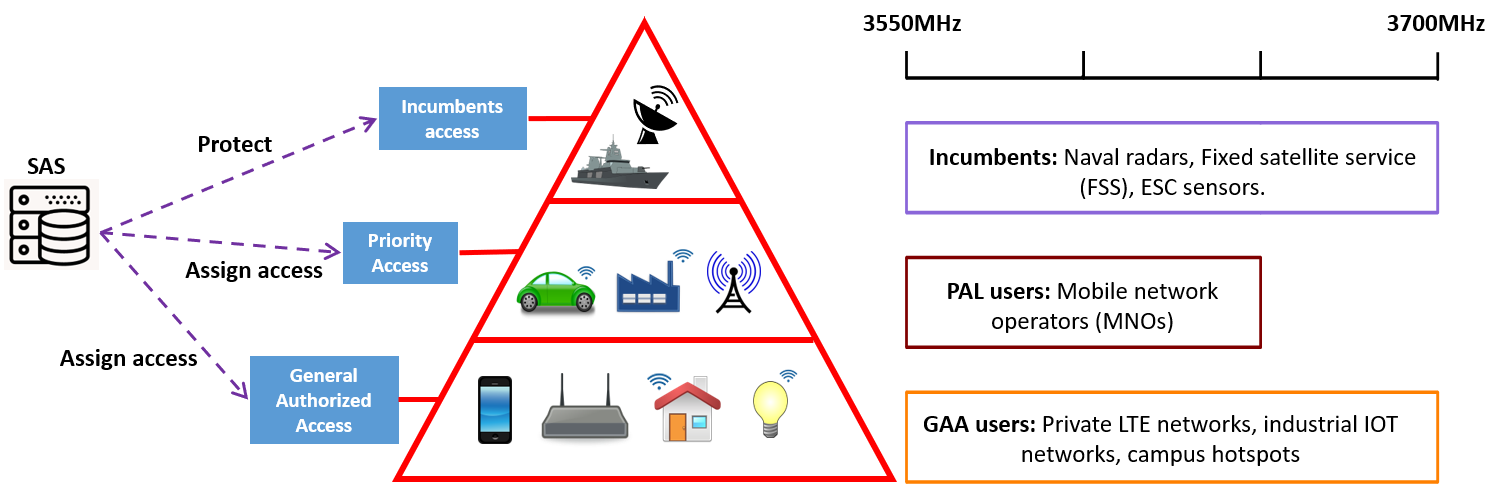 SAS
Protect
Assign access
Assign access
Incumbents
access
Priority
Access
General
Authorized
Access
3550MHz
3700MHz
Incumbents: Naval radars, Fixed satellite service
(FSS), ESC sensors.
PAL users: Mobile network
operators (MNOs)
GAA users: Private LTE networks, industrial IOT
networks, campus hotspots